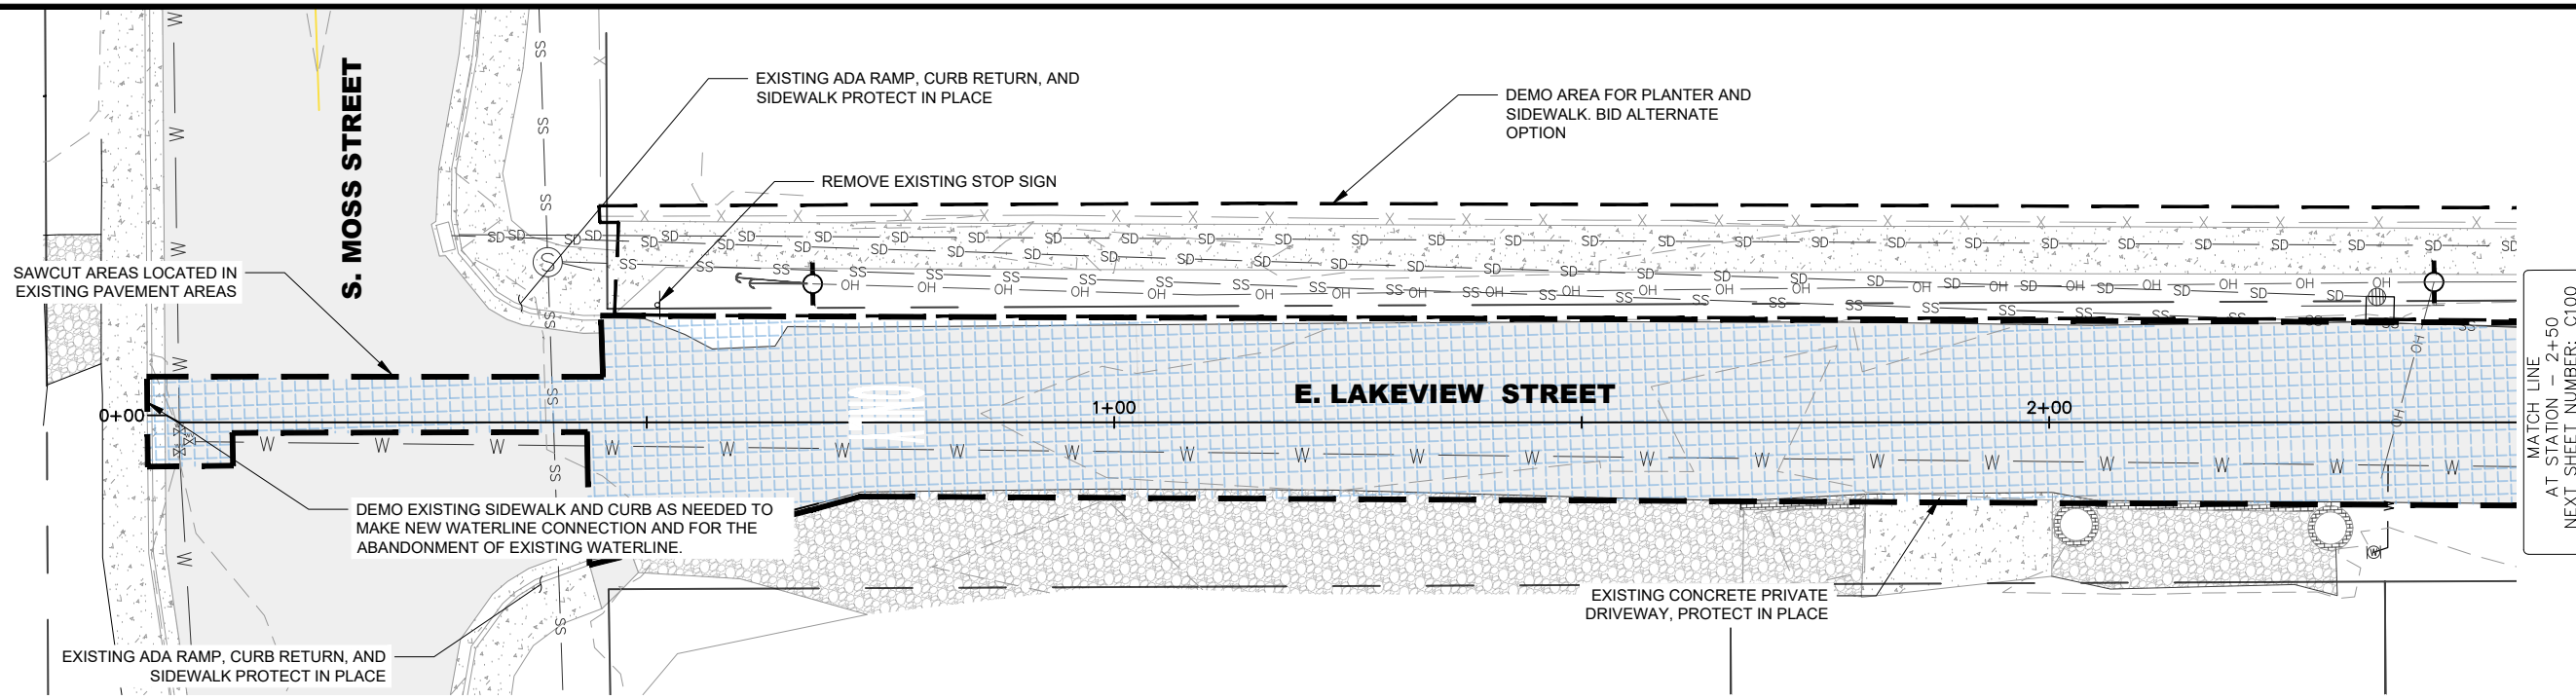 S. MOSS STREET
EXISTING ADA RAMP, CURB RETURN, AND
SIDEWALK PROTECT IN PLACE
DEMO AREA FOR PLANTER AND
SIDEWALK. BID ALTERNATE
OPTION
REMOVE EXISTING STOP SIGN
SAWCUT AREAS LOCATED IN
EXISTING PAVEMENT AREAS
E. LAKEVIEW STREET
0+00
1+00
2+00
MATCH LINE
AT STATION - 2+50
NEXT SHEET NUMBER: C100
DEMO EXISTING SIDEWALK AND CURB AS NEEDED TO
MAKE NEW WATERLINE CONNECTION AND FOR THE
ABANDONMENT OF EXISTING WATERLINE.
EXISTING CONCRETE PRIVATE
DRIVEWAY, PROTECT IN PLACE
EXISTING ADA RAMP, CURB RETURN, AND
SIDEWALK PROTECT IN PLACE